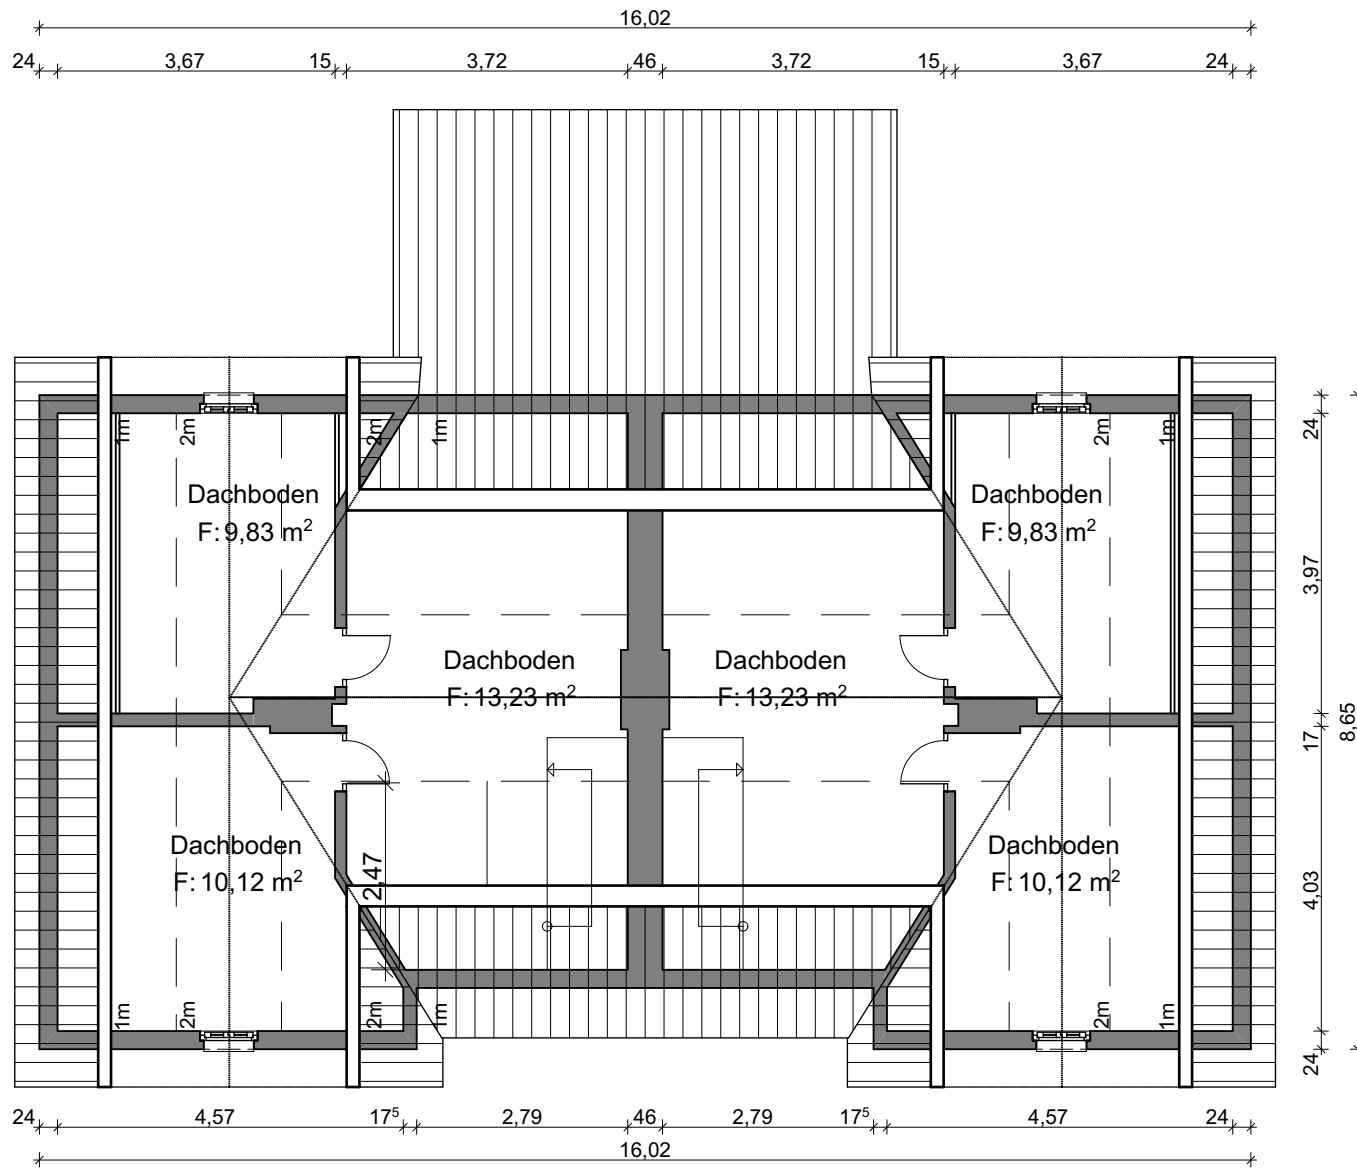 16,02
24 3,67 15 3,72 46 3,72 15 3,67 24
1m 2m 2m 1m 2m 1m
24
Dachboden
F: 9,83 m²
Dachboden
F: 9,83 m²
3,97
Dachboden
F: 13,23 m²
Dachboden
F: 13,23 m²
17
8,65
Dachboden
F: 10,12 m²
2,47
Dachboden
F: 10,12 m²
4,03
1m 2m 2m 1m 2m 1m
24
24 4,57 17⁵ 2,79 46 2,79 17⁵ 4,57 24
16,02